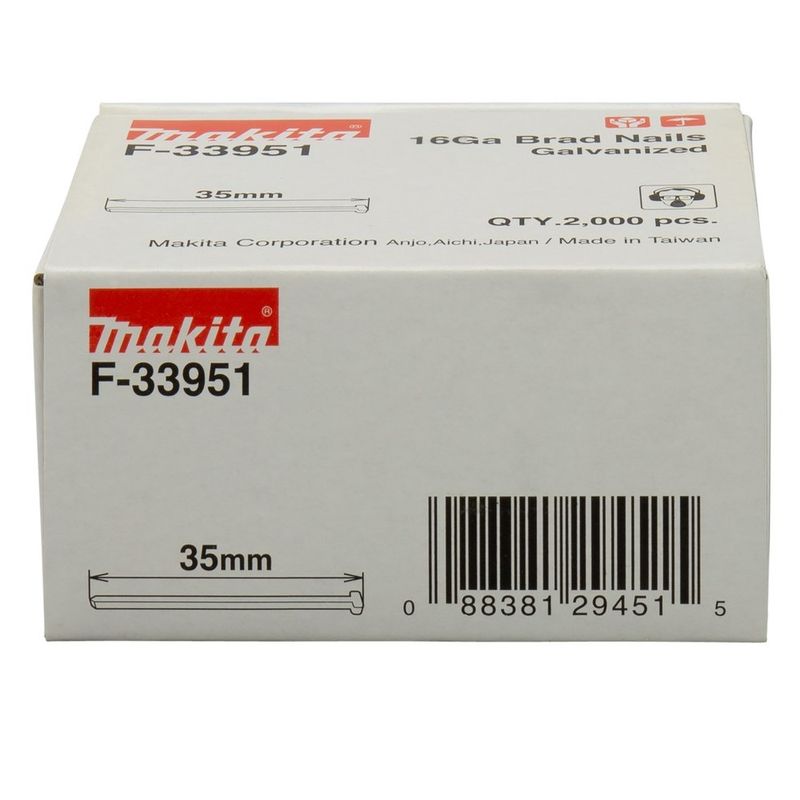 Makita®
F-33951
35mm
16Ga Brad Nails
Galvanized
QTY.2,000 pcs.
Makita Corporation Anjo,Aichi,Japan / Made in Taiwan
Makita®
F-33951
35mm
0 88381 29451 5